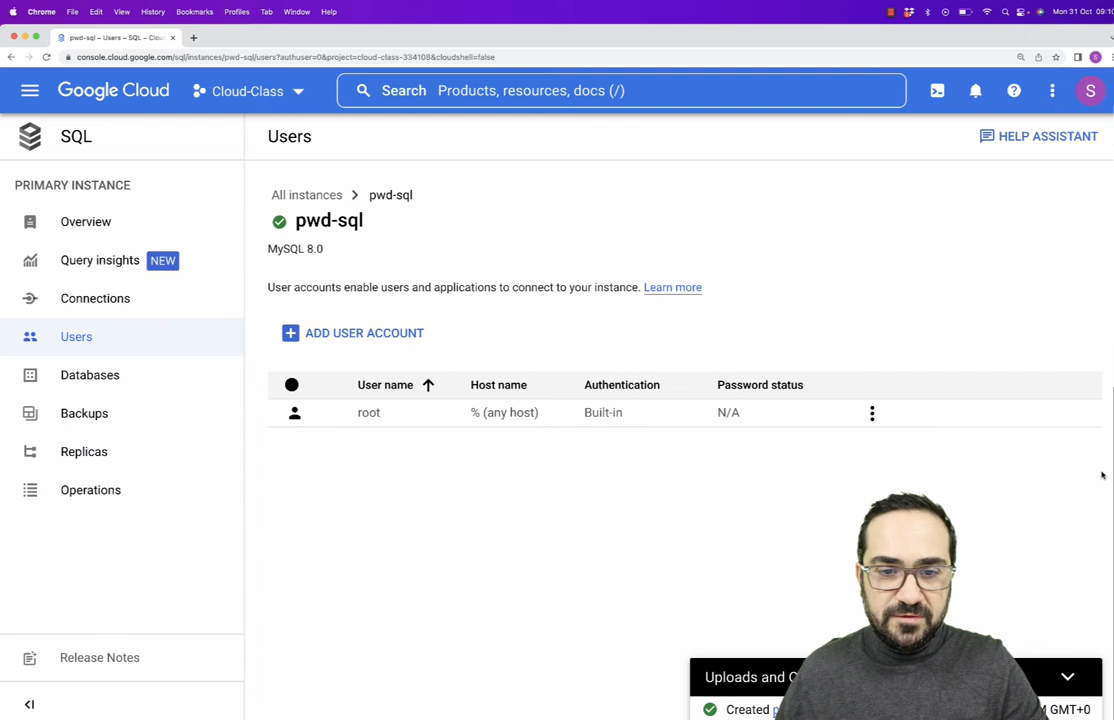 Chrome File Edit View History Bookmarks Profiles Tab Window Help Mon 31 Oct 09:10
pwd-sql – Users – SQL – Clou
console.cloud.google.com/sql/instances/pwd-sql/users?authuser=0&project=cloud-class-334108&cloudshell=false
Google Cloud Cloud-Class Search Products, resources, docs (/) S
SQL
Users
HELP ASSISTANT
PRIMARY INSTANCE
Overview
Query insights NEW
Connections
Users
Databases
Backups
Replicas
Operations
Release Notes
All instances > pwd-sql
pwd-sql
MySQL 8.0
User accounts enable users and applications to connect to your instance. Learn more
ADD USER ACCOUNT
User name Host name Authentication Password status
root % (any host) Built-in N/A
Uploads and
Created GMT+0